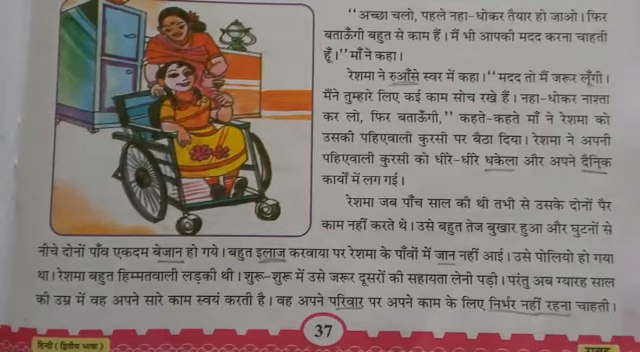 “अच्छा चलो, पहले नहा-धोकर तैयार हो जाओ। फिर
बताऊँगी बहुत से काम हैं। मैं भी आपकी मदद करना चाहती
हूँ।” माँ ने कहा।
रेशमा ने रुआँसे स्वर में कहा। “मदद तो मैं जरूर लूँगी।
मैंने तुम्हारे लिए कई काम सोच रखे हैं। नहा-धोकर नाश्ता
कर लो, फिर बताऊँगी,” कहते-कहते माँ ने रेशमा को
उसकी पहिएवाली कुरसी पर बैठा दिया। रेशमा ने अपनी
पहिएवाली कुरसी को धीरे-धीरे धकेला और अपने दैनिक
कार्यों में लग गई।
रेशमा जब पाँच साल की थी तभी से उसके दोनों पैर
काम नहीं करते थे। उसे बहुत तेज बुखार हुआ और घुटनों से
नीचे दोनों पाँव एकदम बेजान हो गये। बहुत इलाज करवाया पर रेशमा के पाँवों में जान नहीं आई। उसे पोलियो हो गया
था। रेशमा बहुत हिम्मतवाली लड़की थी। शुरू-शुरू में उसे जरूर दूसरों की सहायता लेनी पड़ी। परंतु अब ग्यारह साल
की उम्र में वह अपने सारे काम स्वयं करती है। वह अपने परिवार पर अपने काम के लिए निर्भर नहीं रहना चाहती।
37
हिन्दी (द्वितीय भाषा)